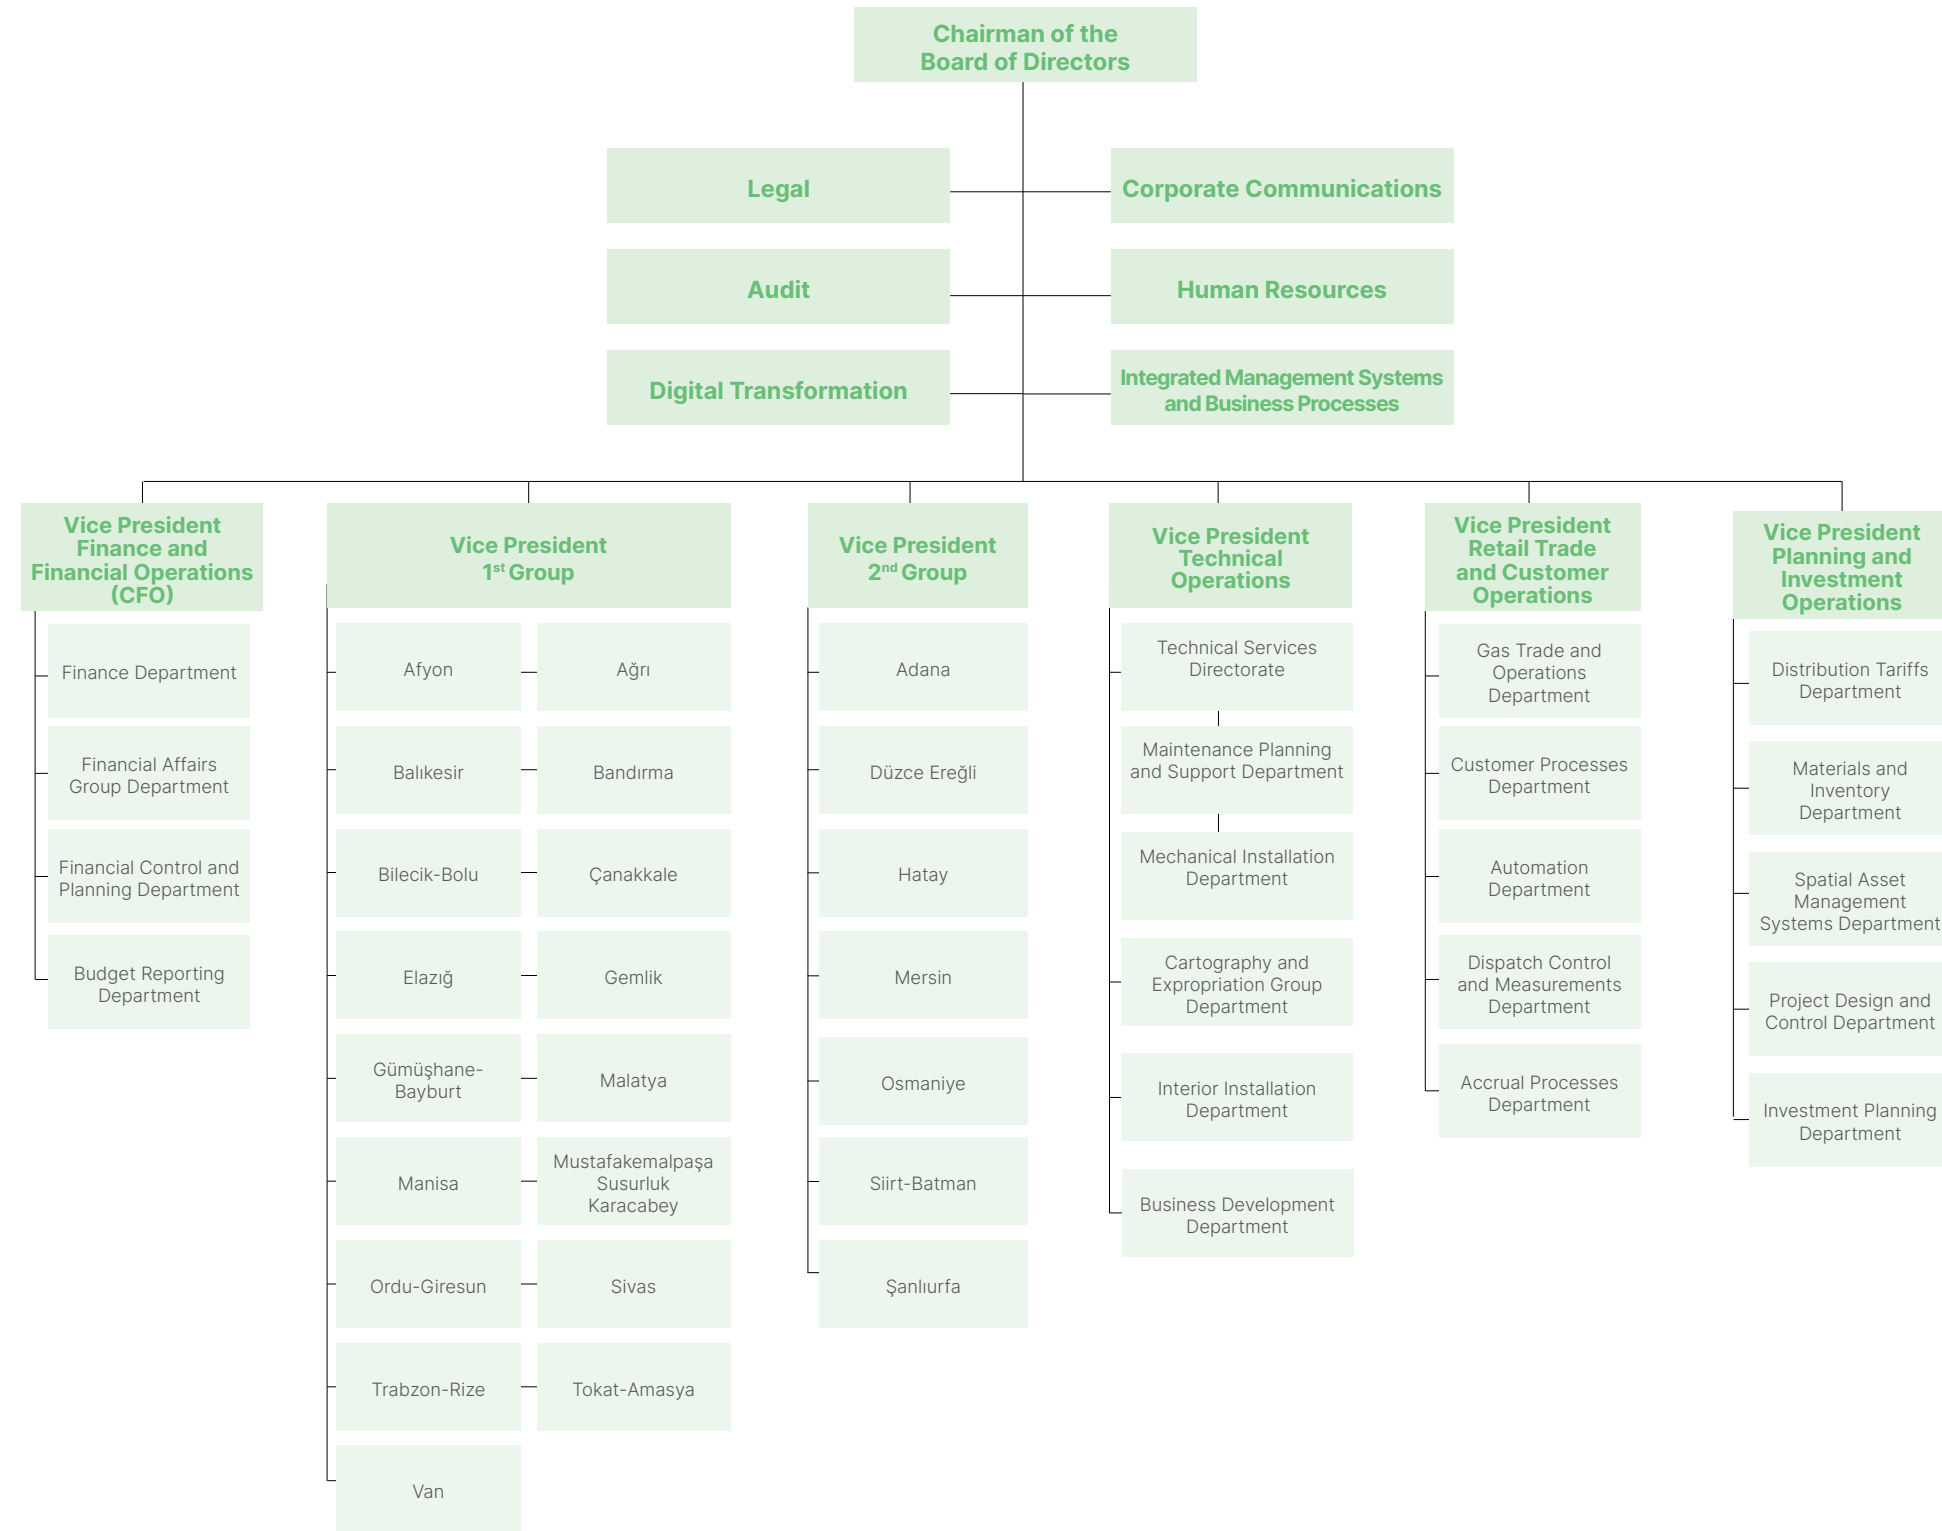 Chairman of the
Board of Directors
Legal
Corporate Communications
Audit
Human Resources
Digital Transformation
Integrated Management Systems
and Business Processes
Vice President
Finance and
Financial Operations
(CFO)
Finance Department
Financial Affairs
Group Department
Financial Control and
Planning Department
Budget Reporting
Department
Vice President
1st Group
Afyon
Ağrı
Balıkesir
Bandırma
Bilecik-Bolu
Çanakkale
Elazığ
Gemlik
Gümüşhane-
Bayburt
Malatya
Manisa
Mustafakemalpaşa
Susurluk
Karacabey
Ordu-Giresun
Sivas
Trabzon-Rize
Tokat-Amasya
Van
Vice President
2nd Group
Adana
Düzce Ereğli
Hatay
Mersin
Osmaniye
Siirt-Batman
Şanlıurfa
Vice President
Technical
Operations
Technical Services
Directorate
Maintenance Planning
and Support Department
Mechanical Installation
Department
Cartography and
Expropriation Group
Department
Interior Installation
Department
Business Development
Department
Vice President
Retail Trade
and Customer
Operations
Gas Trade and
Operations
Department
Customer Processes
Department
Automation
Department
Dispatch Control
and Measurements
Department
Accrual Processes
Department
Vice President
Planning and
Investment
Operations
Distribution Tariffs
Department
Materials and
Inventory
Department
Spatial Asset
Management
Systems Department
Project Design and
Control Department
Investment Planning
Department